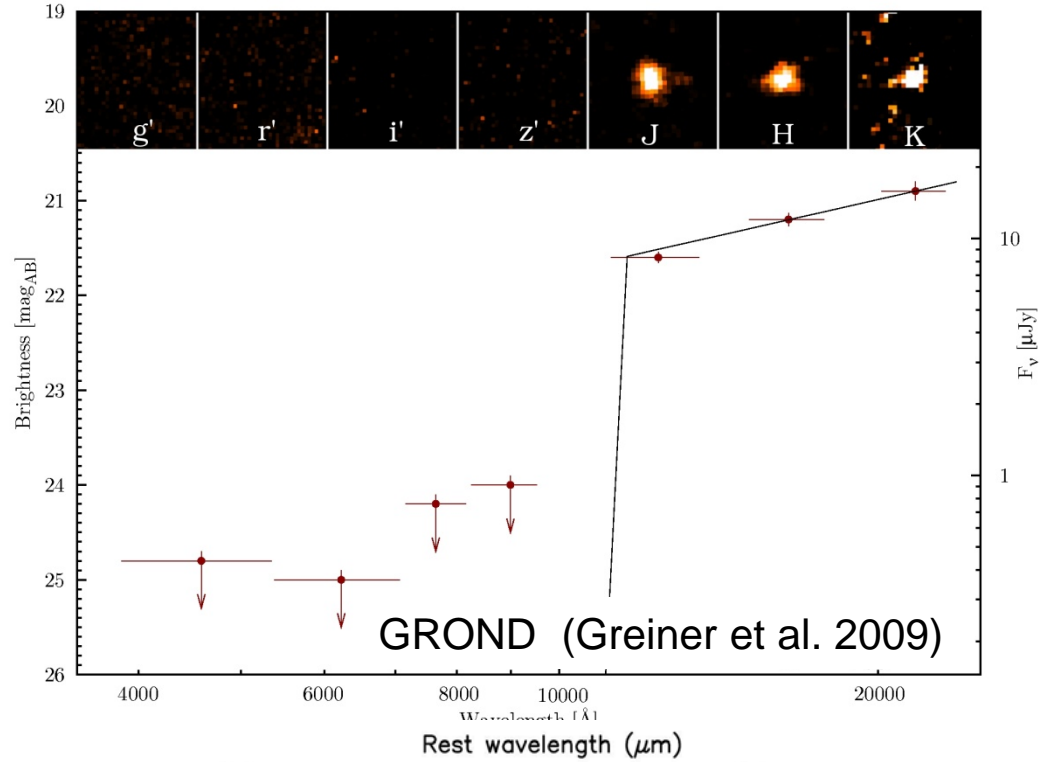 19
20
21
22
23
24
25
26
Brightness [mag_AB]
g'
r'
i'
z'
J
H
K
10
1
F_ν [μJy]
GROND (Greiner et al. 2009)
4000
6000
8000
10000
20000
Wavelength [Å]
Rest wavelength (μm)